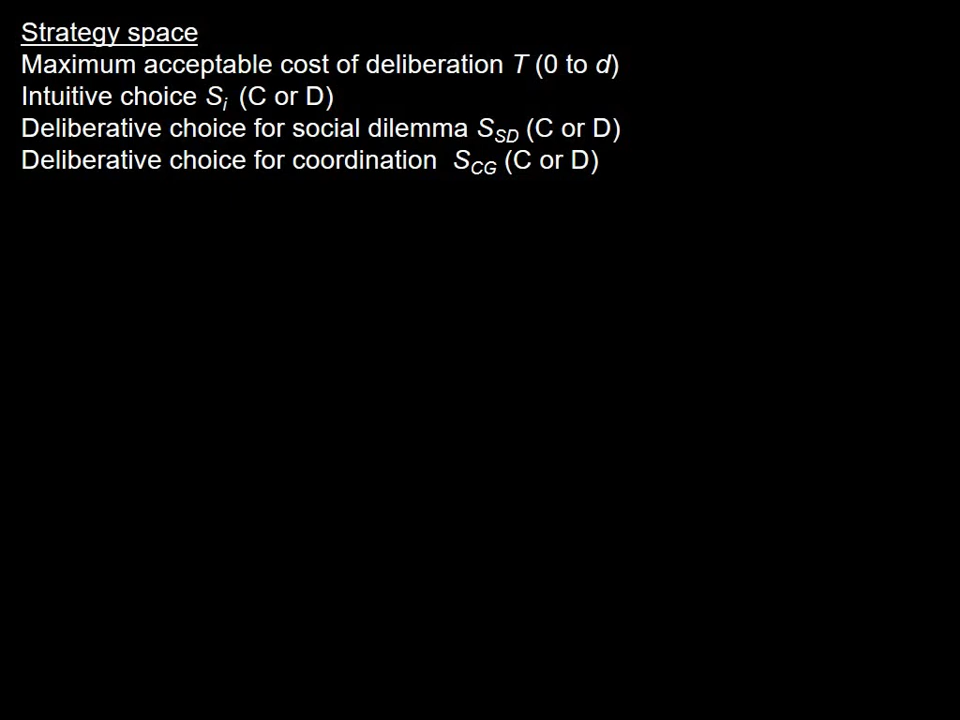 Strategy space
Maximum acceptable cost of deliberation T (0 to d)
Intuitive choice Si (C or D)
Deliberative choice for social dilemma SSD (C or D)
Deliberative choice for coordination SCG (C or D)